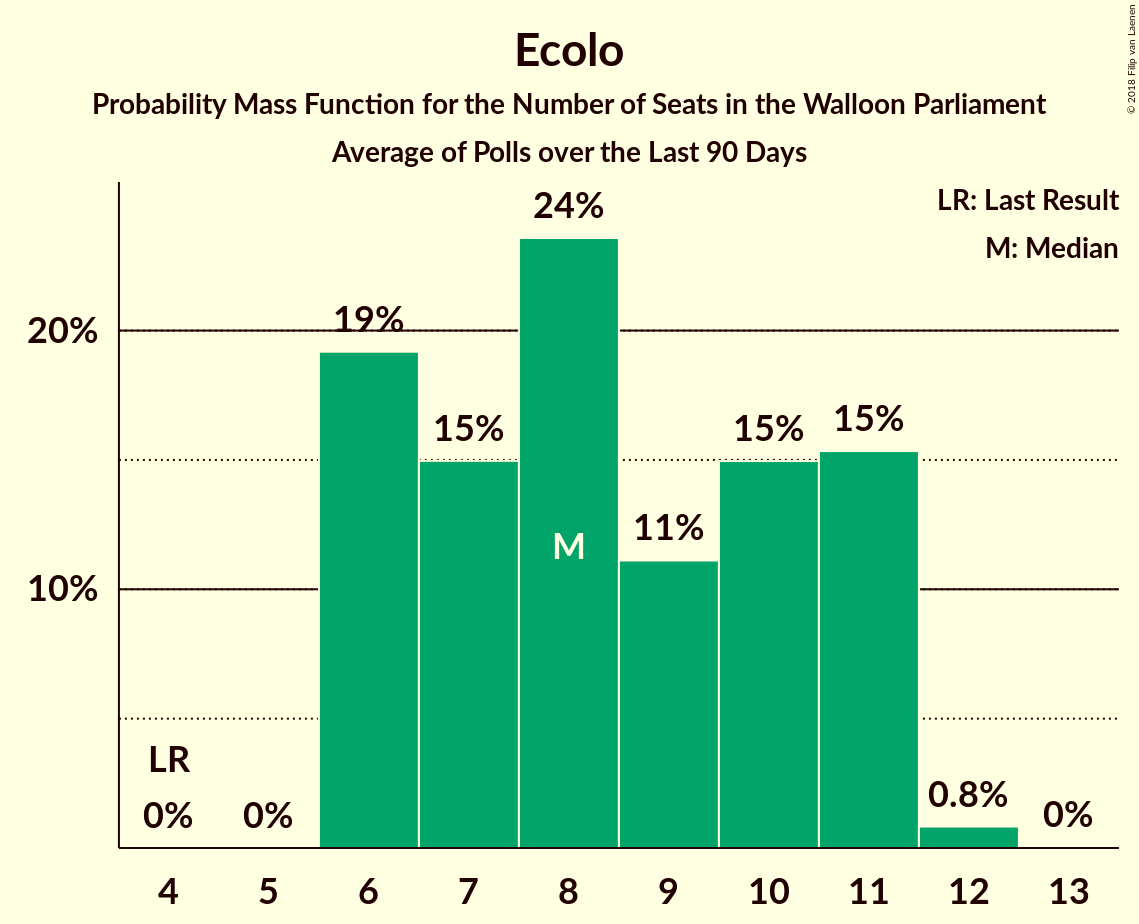 Ecolo
Probability Mass Function for the Number of Seats in the Walloon Parliament
Average of Polls over the Last 90 Days
© 2018 Filip van Laenen
LR: Last Result
M: Median
24%
20%
19%
15%
15%
15%
M
11%
10%
LR
0%
0%
0.8%
0%
4 5 6 7 8 9 10 11 12 13